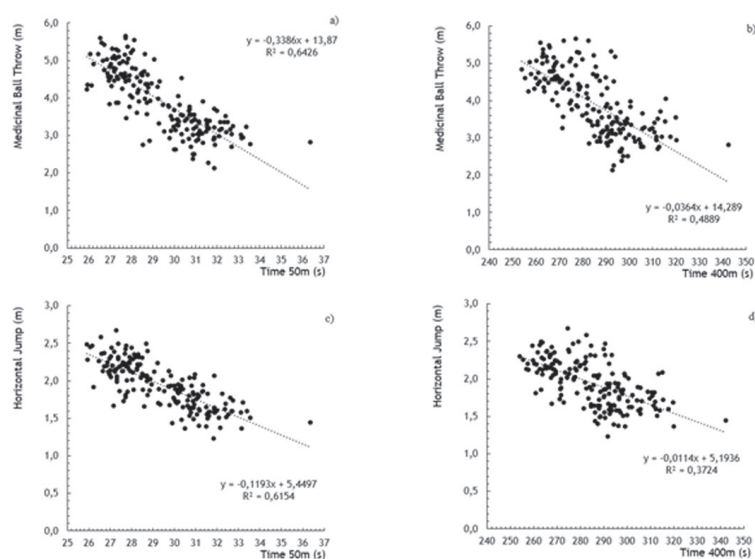 a)
Medicinal Ball Throw (m)
6,0
5,0
4,0
3,0
2,0
1,0
0,0
y = -0,3386x + 13,87
R² = 0,6426
25 26 27 28 29 30 31 32 33 34 35 36 37
Time 50m (s)
b)
Medicinal Ball Throw (m)
6,0
5,0
4,0
3,0
2,0
1,0
0,0
y = -0,0364x + 14,289
R² = 0,4889
240 250 260 270 280 290 300 310 320 330 340 350
Time 400m (s)
c)
Horizontal Jump (m)
3,0
2,5
2,0
1,5
1,0
0,5
0,0
y = -0,1193x + 5,4497
R² = 0,6154
25 26 27 28 29 30 31 32 33 34 35 36 37
Time 50m (s)
d
Horizontal Jump (m)
3,0
2,5
2,0
1,5
1,0
0,5
0,0
y = -0,0114x + 5,1936
R² = 0,3724
240 250 260 270 280 290 300 310 320 330 340 350
Time 400m (s)